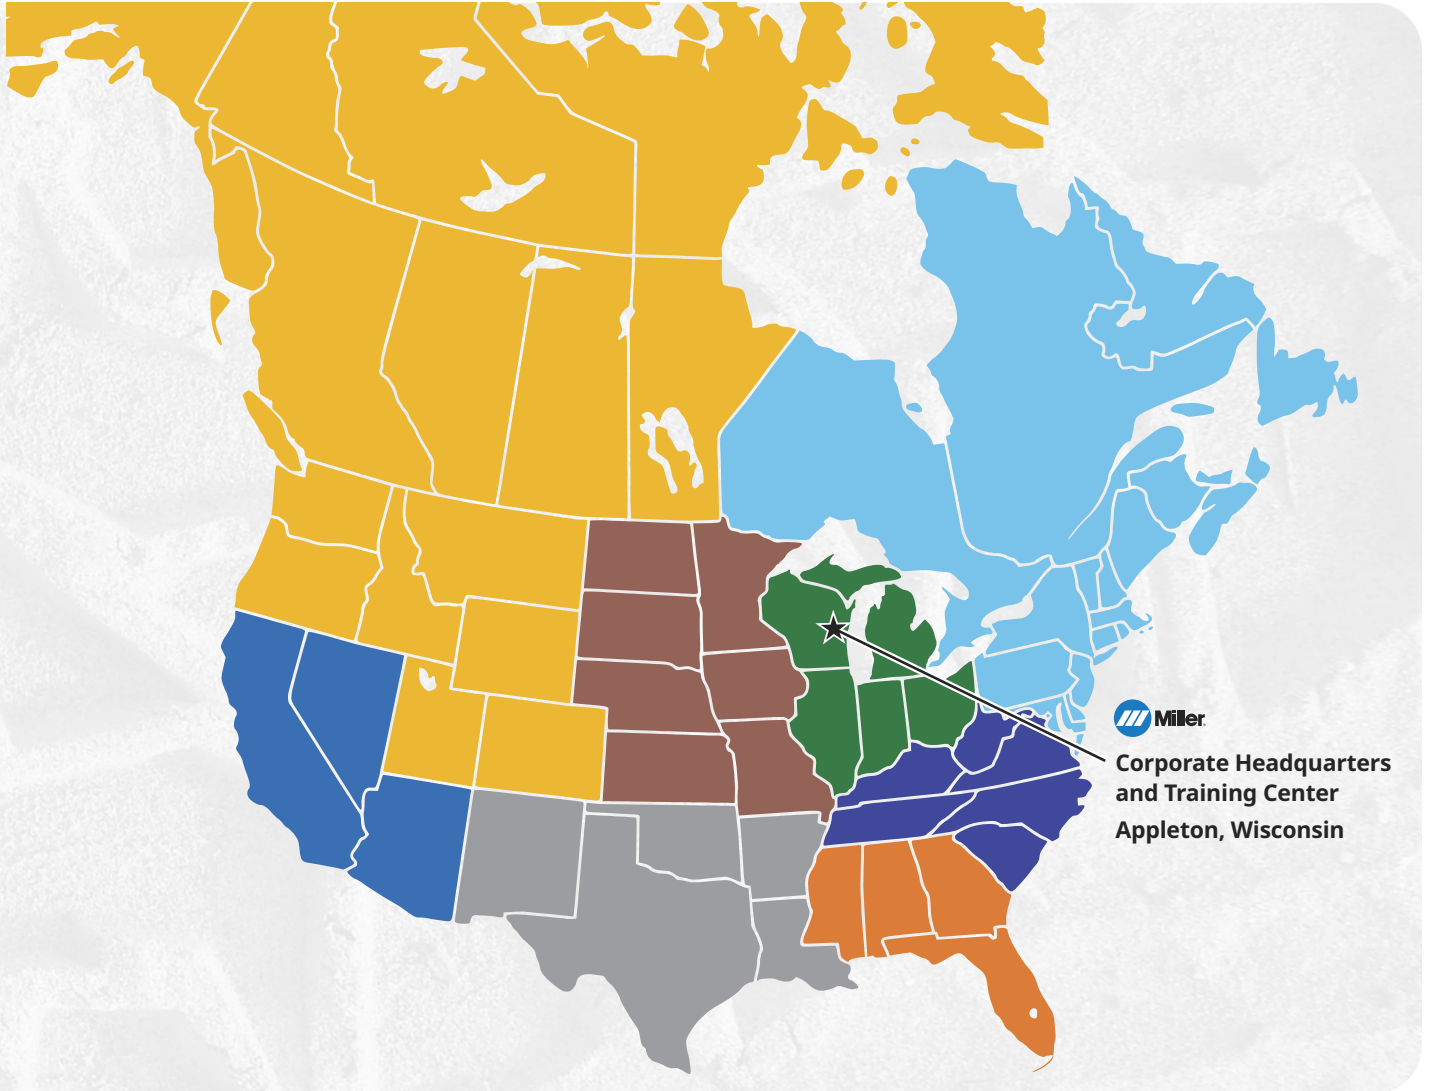 Miller
Corporate Headquarters
and Training Center
Appleton, Wisconsin